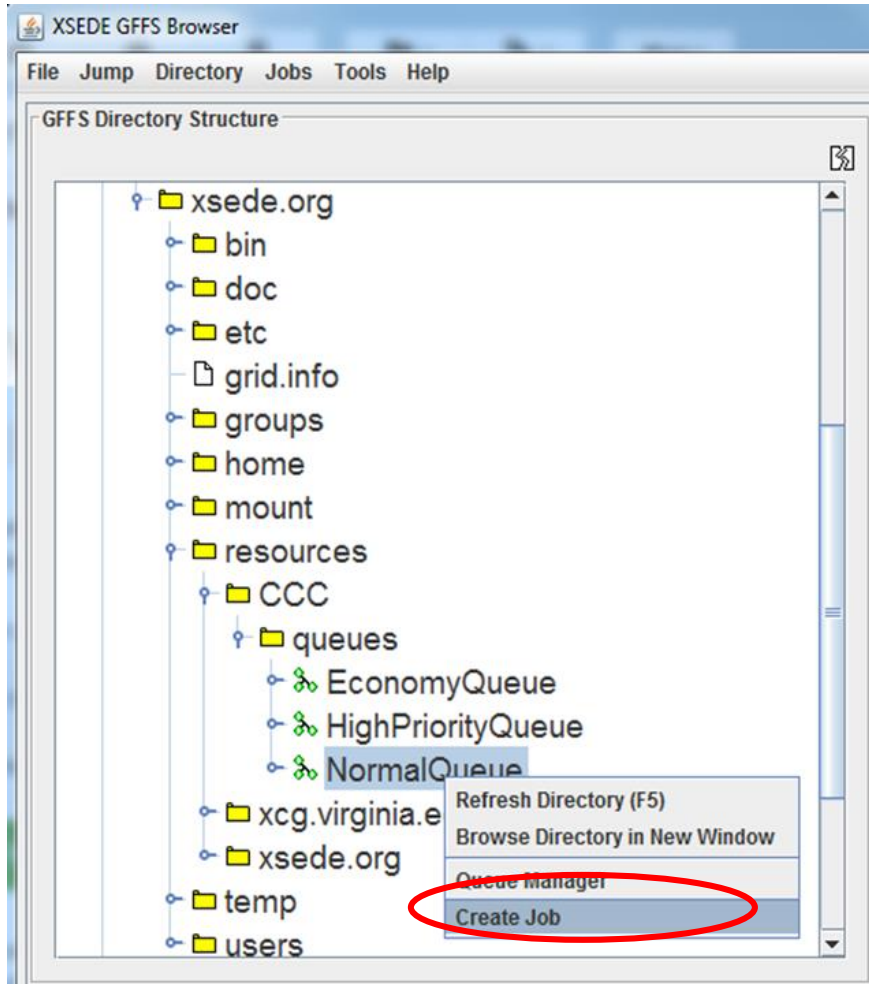 XSEDE GFFS Browser
File Jump Directory Jobs Tools Help
GFFS Directory Structure
xsede.org
bin
doc
etc
grid.info
groups
home
mount
resources
CCC
queues
EconomyQueue
HighPriorityQueue
NormalQueue
Refresh Directory (F5)
xcg.virginia.e
Browse Directory in New Window
xsede.org
Queue Manager
temp
Create Job
users